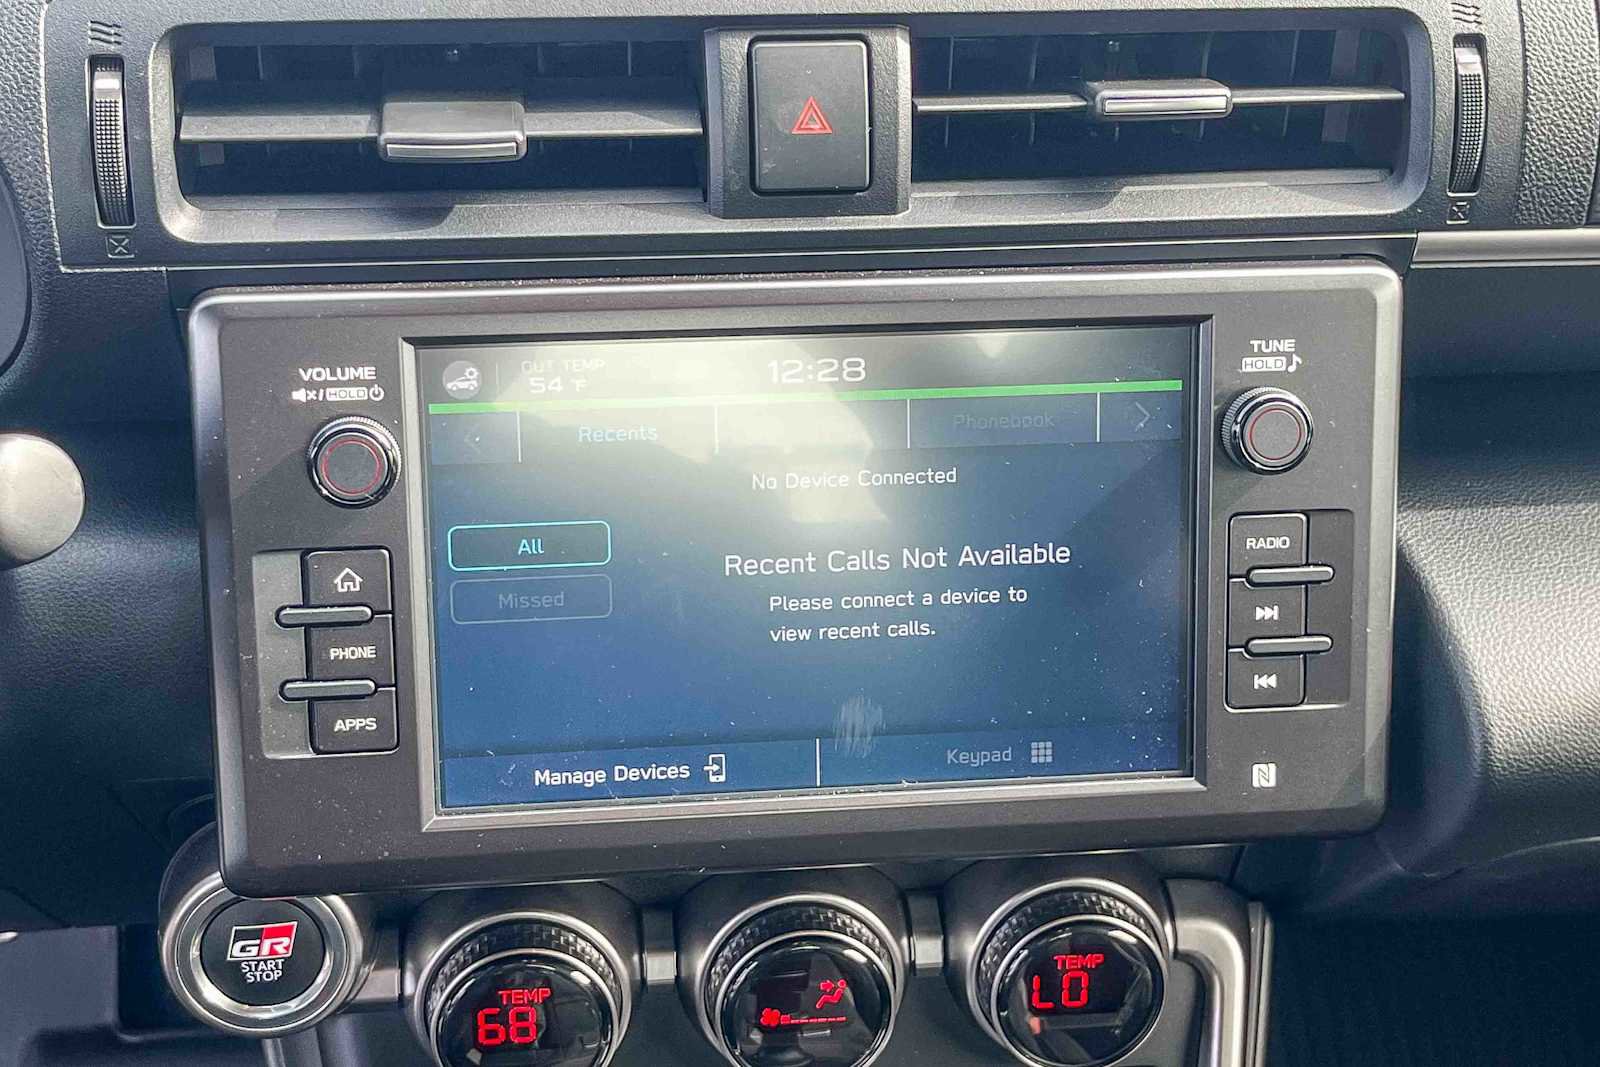 VOLUME
HOLD
TUNE
HOLD
OUT TEMP
54 °F
12:28
Recents
Phonebook
No Device Connected
All
Missed
Recent Calls Not Available
Please connect a device to
view recent calls.
Manage Devices
Keypad
PHONE
APPS
RADIO
N
GR
START
STOP
TEMP
68
TEMP
LO